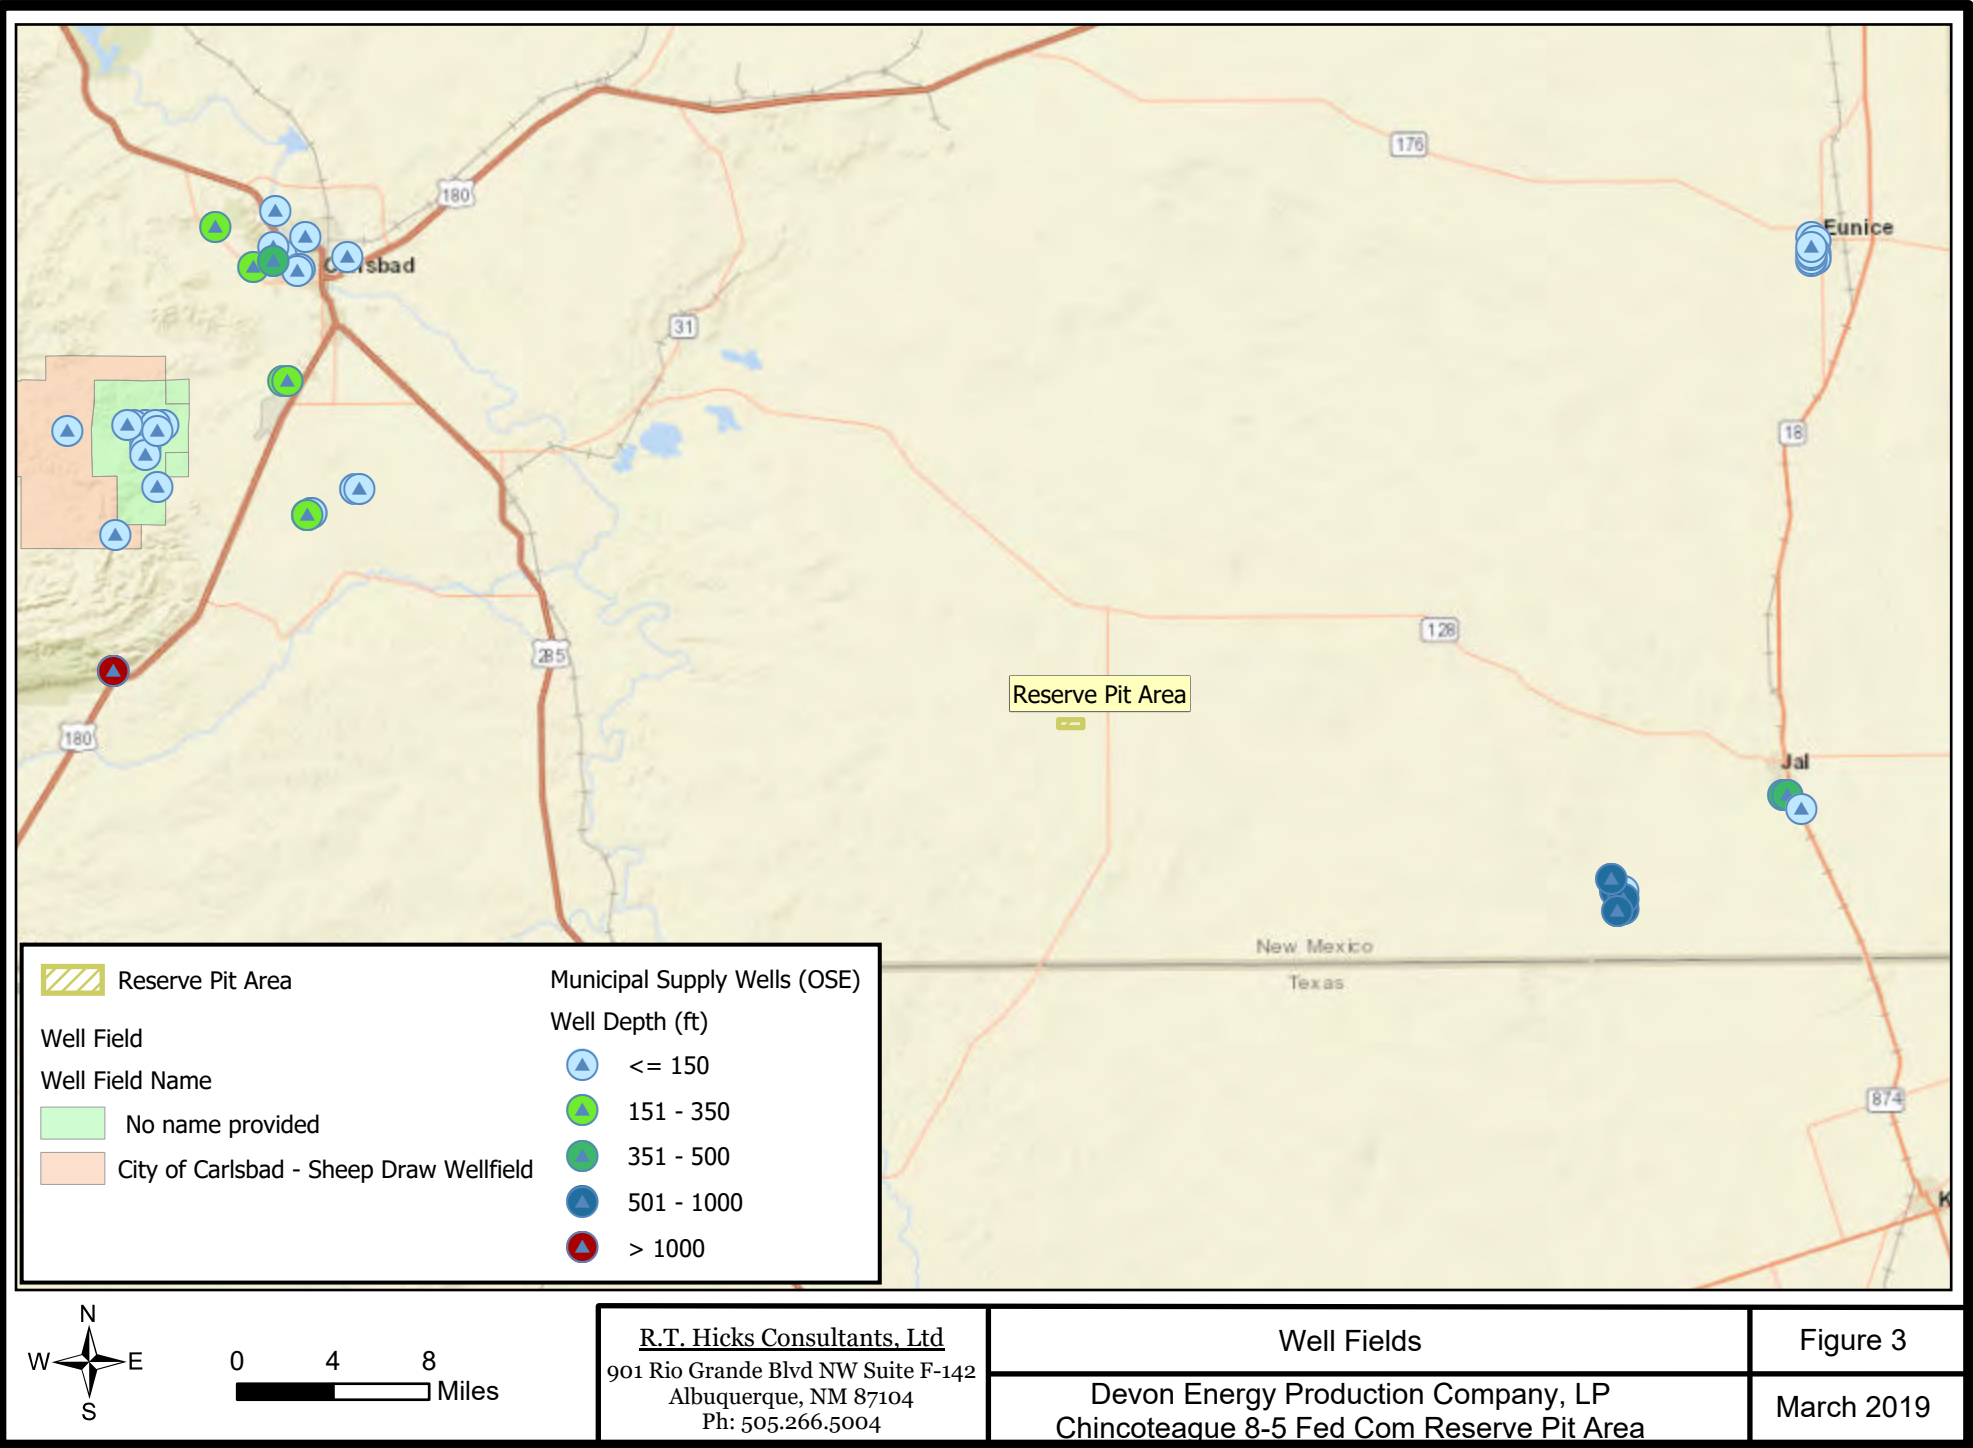 176
180
Eunice
Carlsbad
31
18
128
285
Reserve Pit Area
180
Jal
New Mexico
Texas
874
K
Reserve Pit Area
Well Field
Well Field Name
No name provided
City of Carlsbad - Sheep Draw Wellfield
Municipal Supply Wells (OSE)
Well Depth (ft)
<= 150
151 - 350
351 - 500
501 - 1000
> 1000
N
W E
S
0 4 8
Miles
R.T. Hicks Consultants, Ltd
901 Rio Grande Blvd NW Suite F-142
Albuquerque, NM 87104
Ph: 505.266.5004
Well Fields
Devon Energy Production Company, LP
Chincoteague 8-5 Fed Com Reserve Pit Area
Figure 3
March 2019